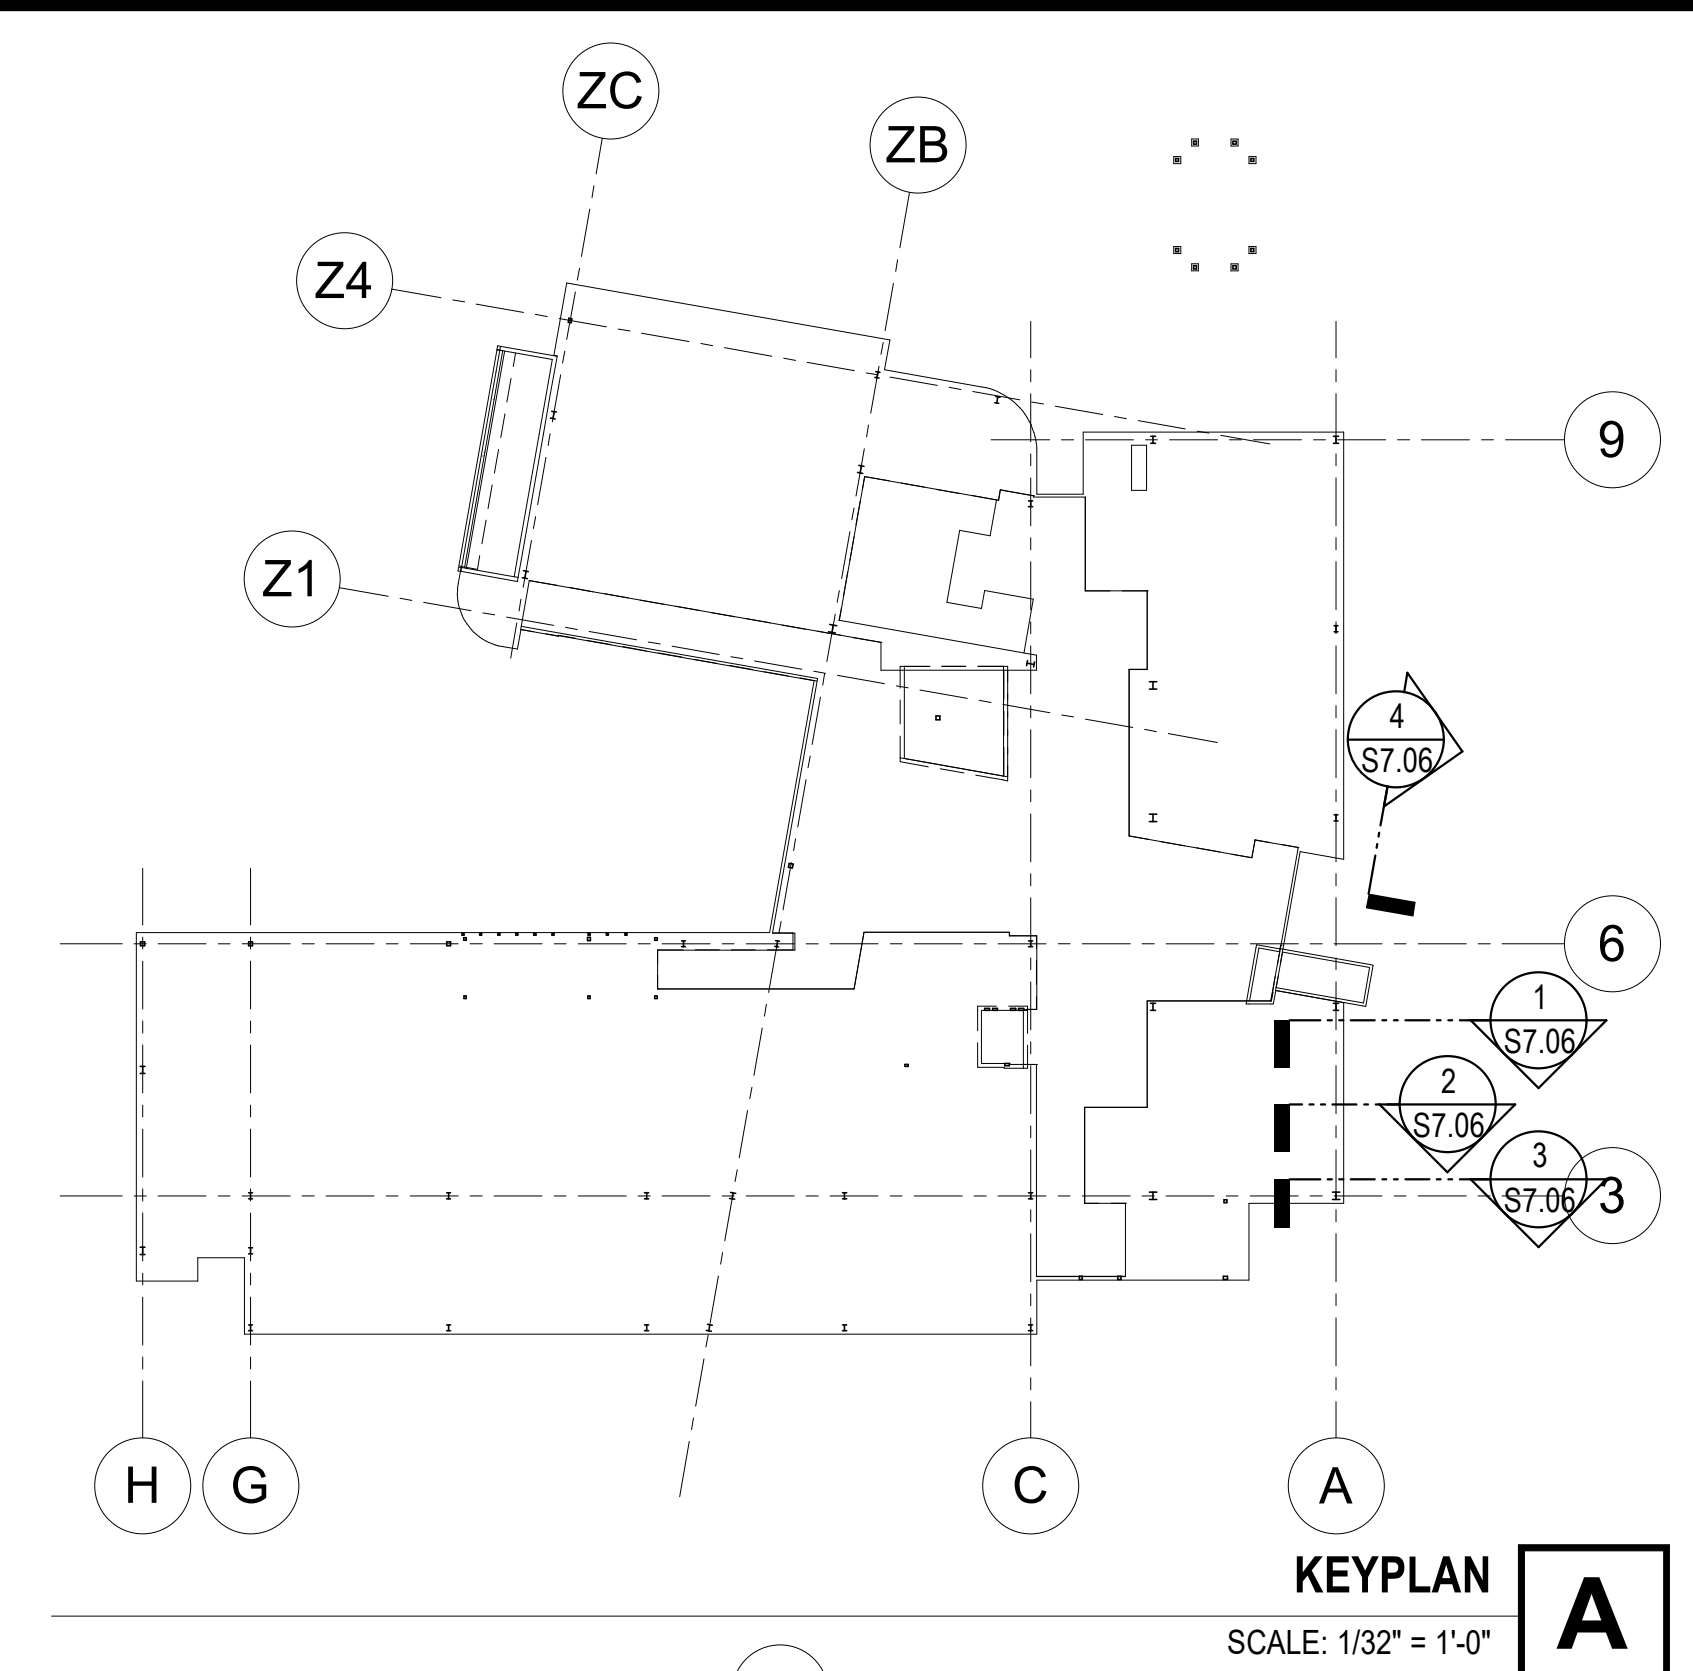 ZC
ZB
Z4
9
Z1
4
S7.06
6
1
S7.06
2
S7.06
3
S7.06
3
H
G
C
A
KEYPLAN
A
SCALE: 1/32" = 1'-0"